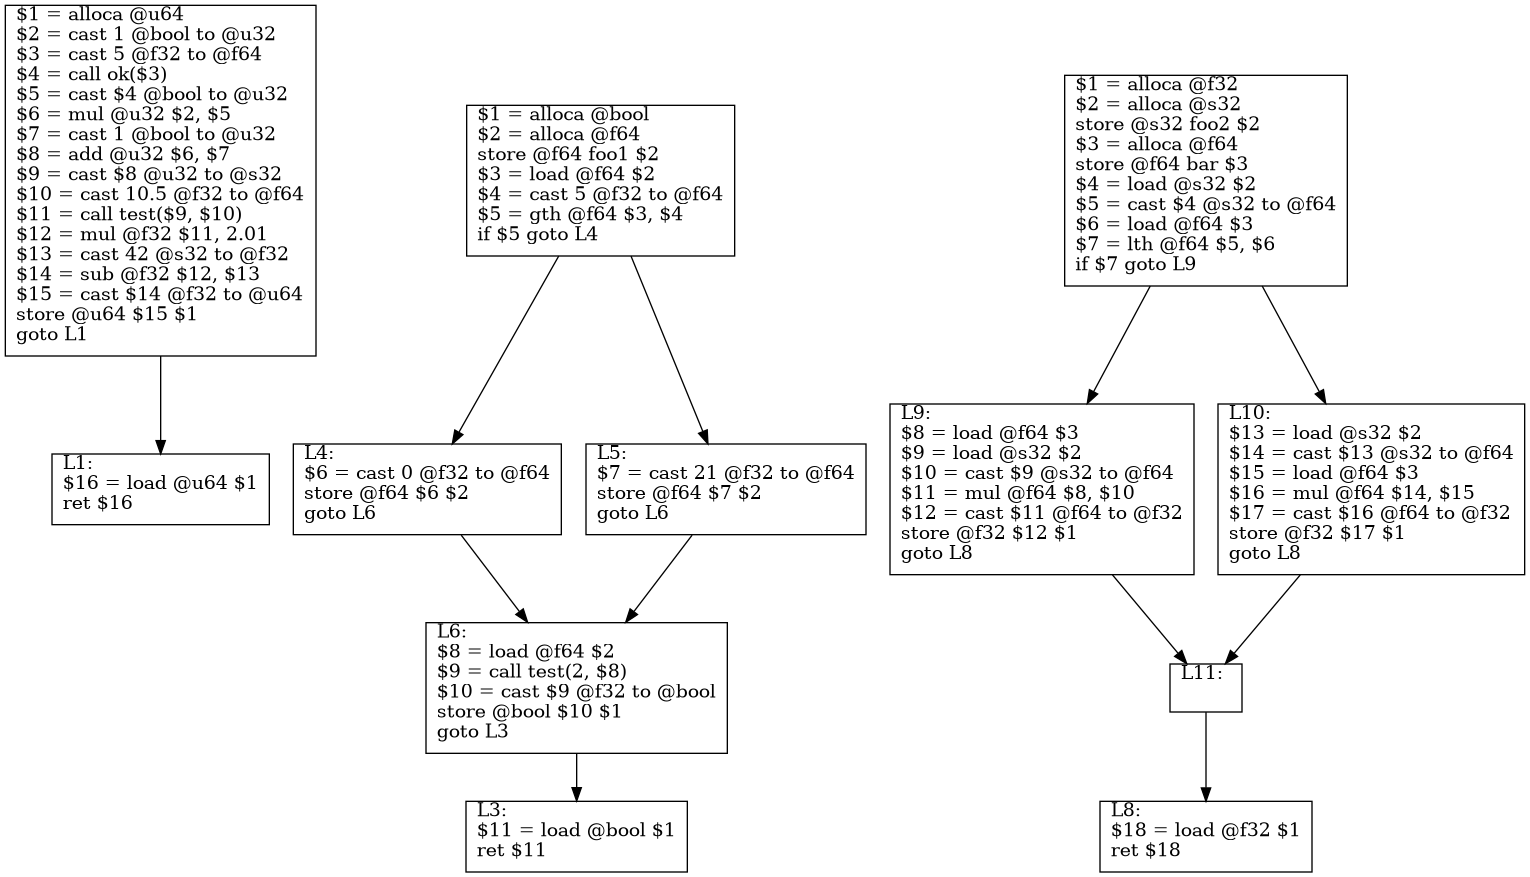 $1 = alloca @u64
$2 = cast 1 @bool to @u32
$3 = cast 5 @f32 to @f64
$4 = call ok($3)
$5 = cast $4 @bool to @u32
$6 = mul @u32 $2, $5
$7 = cast 1 @bool to @u32
$8 = add @u32 $6, $7
$9 = cast $8 @u32 to @s32
$10 = cast 10.5 @f32 to @f64
$11 = call test($9, $10)
$12 = mul @f32 $11, 2.01
$13 = cast 42 @s32 to @f32
$14 = sub @f32 $12, $13
$15 = cast $14 @f32 to @u64
store @u64 $15 $1
goto L1
L1:
$16 = load @u64 $1
ret $16
$1 = alloca @bool
$2 = alloca @f64
store @f64 foo1 $2
$3 = load @f64 $2
$4 = cast 5 @f32 to @f64
$5 = gth @f64 $3, $4
if $5 goto L4
L4:
$6 = cast 0 @f32 to @f64
store @f64 $6 $2
goto L6
L5:
$7 = cast 21 @f32 to @f64
store @f64 $7 $2
goto L6
L6:
$8 = load @f64 $2
$9 = call test(2, $8)
$10 = cast $9 @f32 to @bool
store @bool $10 $1
goto L3
L3:
$11 = load @bool $1
ret $11
$1 = alloca @f32
$2 = alloca @s32
store @s32 foo2 $2
$3 = alloca @f64
store @f64 bar $3
$4 = load @s32 $2
$5 = cast $4 @s32 to @f64
$6 = load @f64 $3
$7 = lth @f64 $5, $6
if $7 goto L9
L9:
$8 = load @f64 $3
$9 = load @s32 $2
$10 = cast $9 @s32 to @f64
$11 = mul @f64 $8, $10
$12 = cast $11 @f64 to @f32
store @f32 $12 $1
goto L8
L10:
$13 = load @s32 $2
$14 = cast $13 @s32 to @f64
$15 = load @f64 $3
$16 = mul @f64 $14, $15
$17 = cast $16 @f64 to @f32
store @f32 $17 $1
goto L8
L11:
L8:
$18 = load @f32 $1
ret $18